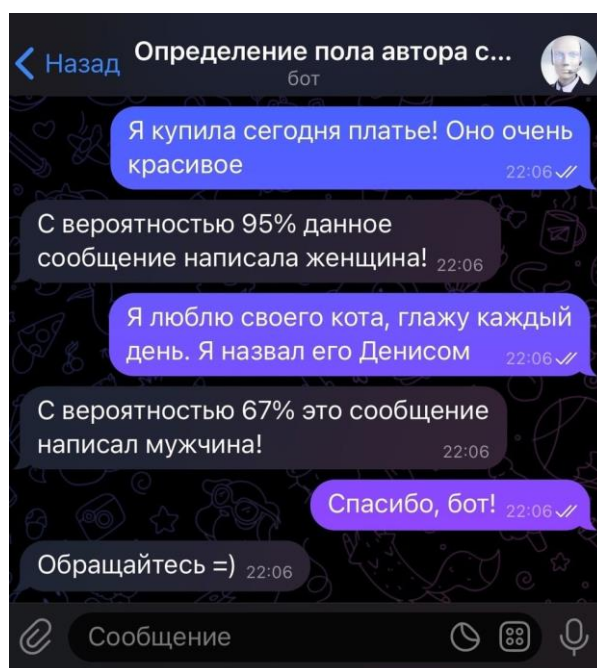 Назад
Определение пола автора с...
бот
Я купила сегодня платье! Оно очень
красивое
22:06
С вероятностью 95% данное
сообщение написала женщина! 22:06
Я люблю своего кота, глажу каждый
день. Я назвал его Денисом 22:06
С вероятностью 67% это сообщение
написал мужчина! 22:06
Спасибо, бот! 22:06
Обращайтесь =) 22:06
Сообщение